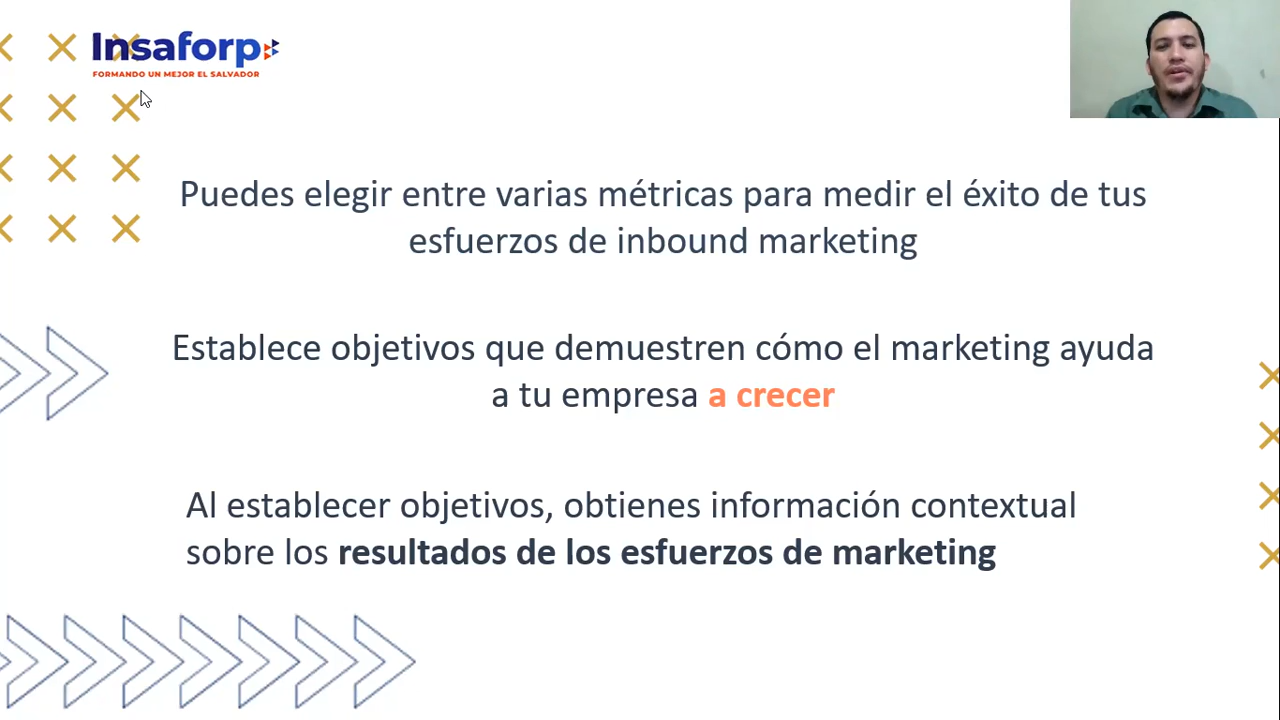 Insaforp
FORMANDO UN MEJOR EL SALVADOR
Puedes elegir entre varias métricas para medir el éxito de tus
esfuerzos de inbound marketing
Establece objetivos que demuestren cómo el marketing ayuda
a tu empresa a crecer
Al establecer objetivos, obtienes información contextual
sobre los resultados de los esfuerzos de marketing